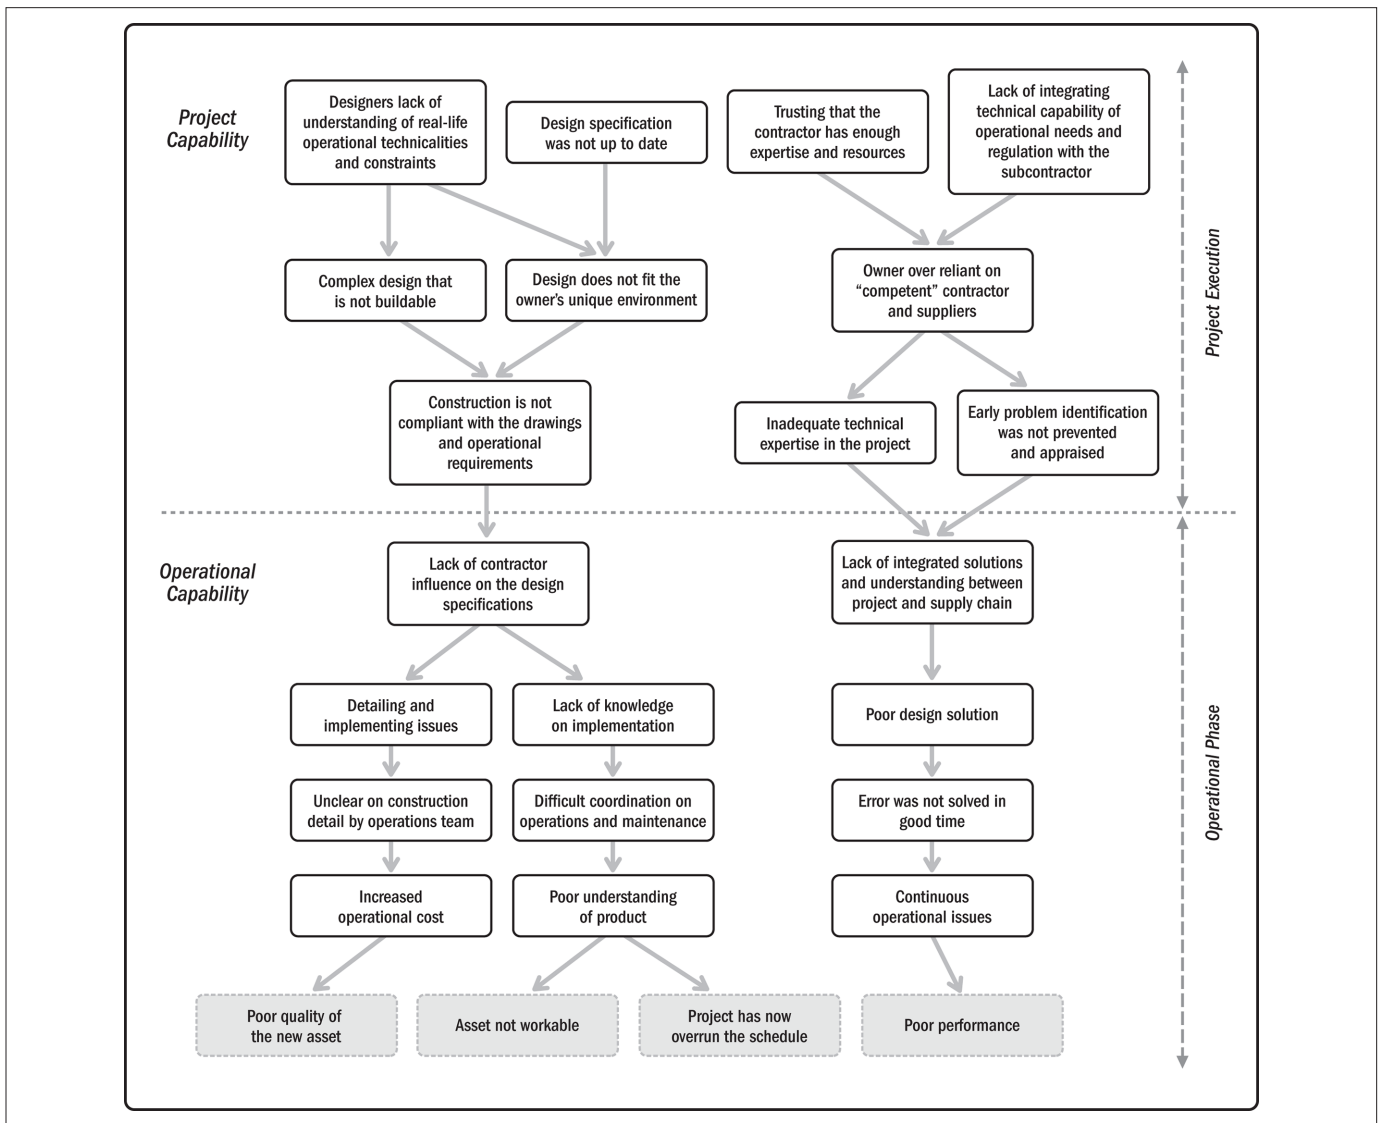 Project
Capability
Designers lack of
understanding of real-life
operational technicalities
and constraints
Design specification
was not up to date
Trusting that the
contractor has enough
expertise and resources
Lack of integrating
technical capability of
operational needs and
regulation with the
subcontractor
Complex design that
is not buildable
Design does not fit the
owner's unique environment
Owner over reliant on
“competent” contractor
and suppliers
Project Execution
Construction is not
compliant with the drawings
and operational
requirements
Inadequate technical
expertise in the project
Early problem identification
was not prevented
and appraised
Operational
Capability
Lack of contractor
influence on the design
specifications
Lack of integrated solutions
and understanding between
project and supply chain
Detailing and
implementing issues
Lack of knowledge
on implementation
Poor design solution
Operational Phase
Unclear on construction
detail by operations team
Difficult coordination on
operations and maintenance
Error was not solved in
good time
Increased
operational cost
Poor understanding
of product
Continuous
operational issues
Poor quality of
the new asset
Asset not workable
Project has now
overrun the schedule
Poor performance